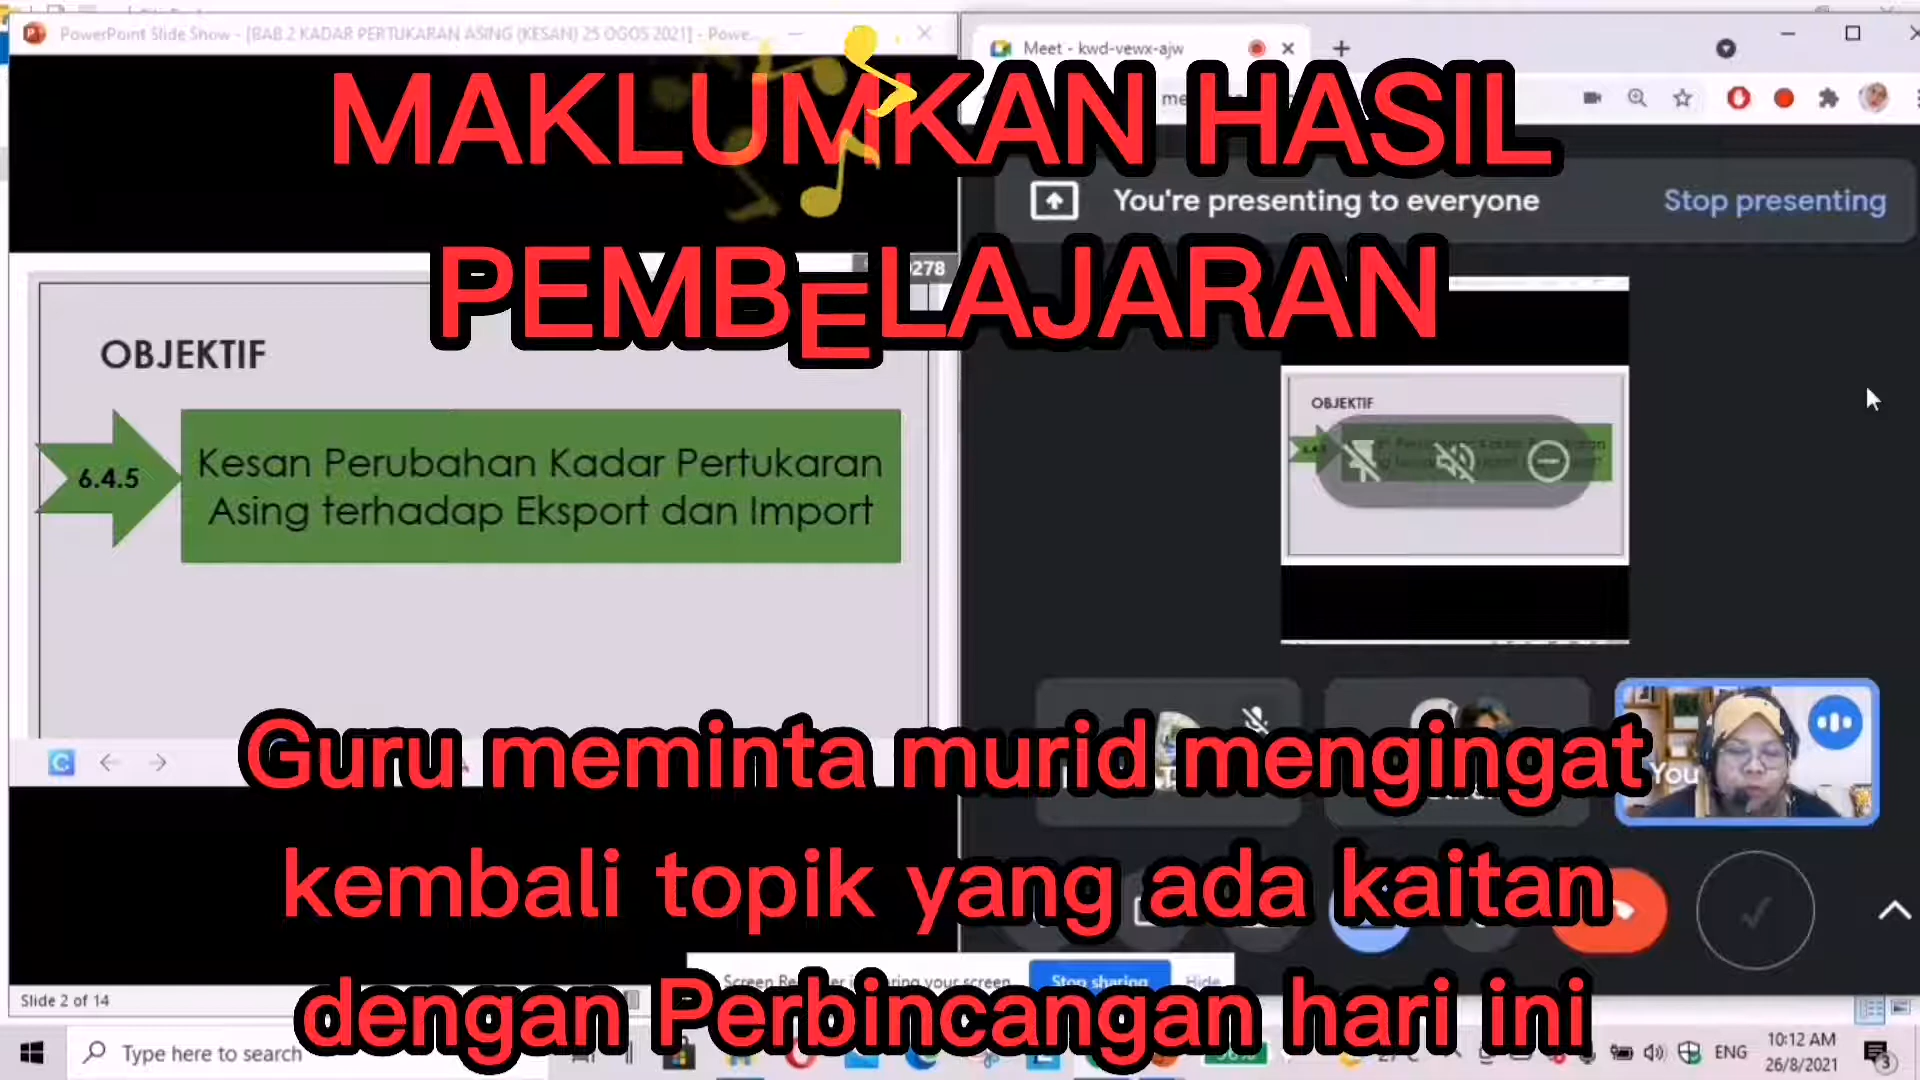 PowerPoint Slide Show - [BAB 2 KADAR PERTUKARAN ASING (KESAN) 25 OGOS 2021] - Powe...
Meet - kwd-vewx-ajw
MAKLUMKAN HASIL
PEMBELAJARAN
You're presenting to everyone
Stop presenting
OBJEKTIF
6.4.5
Kesan Perubahan Kadar Pertukaran
Asing terhadap Eksport dan Import
OBJEKTIF
You
Guru meminta murid mengingat
kembali topik yang ada kaitan
dengan Perbincangan hari ini
Stop sharing
Hide
Slide 2 of 14
Type here to search
ENG
10:12 AM
26/8/2021
3